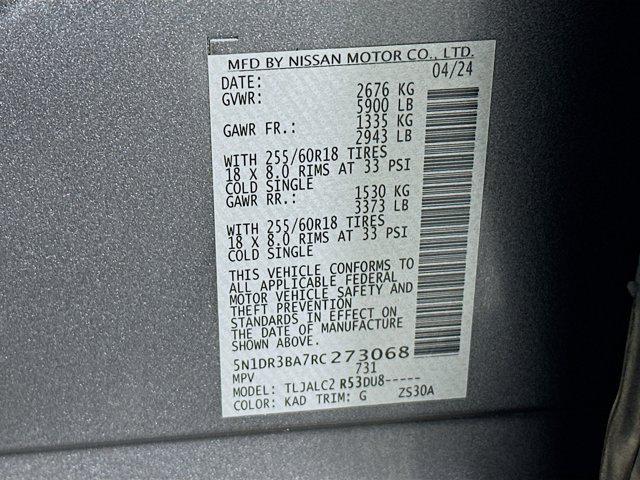 MFD BY NISSAN MOTOR CO., LTD.
DATE: 04/24
GVWR: 2676 KG
5900 LB
GAWR FR.: 1335 KG
2943 LB
WITH 255/60R18 TIRES
18 X 8.0 RIMS AT 33 PSI
COLD SINGLE
GAWR RR.: 1530 KG
3373 LB
WITH 255/60R18 TIRES
18 X 8.0 RIMS AT 33 PSI
COLD SINGLE
THIS VEHICLE CONFORMS TO
ALL APPLICABLE FEDERAL
MOTOR VEHICLE SAFETY AND
THEFT PREVENTION
STANDARDS IN EFFECT ON
THE DATE OF MANUFACTURE
SHOWN ABOVE.
5N1DR3BA7RC273068
MPV 731
MODEL: TLJALC2 R53DU8-----
COLOR: KAD TRIM: G ZS30A